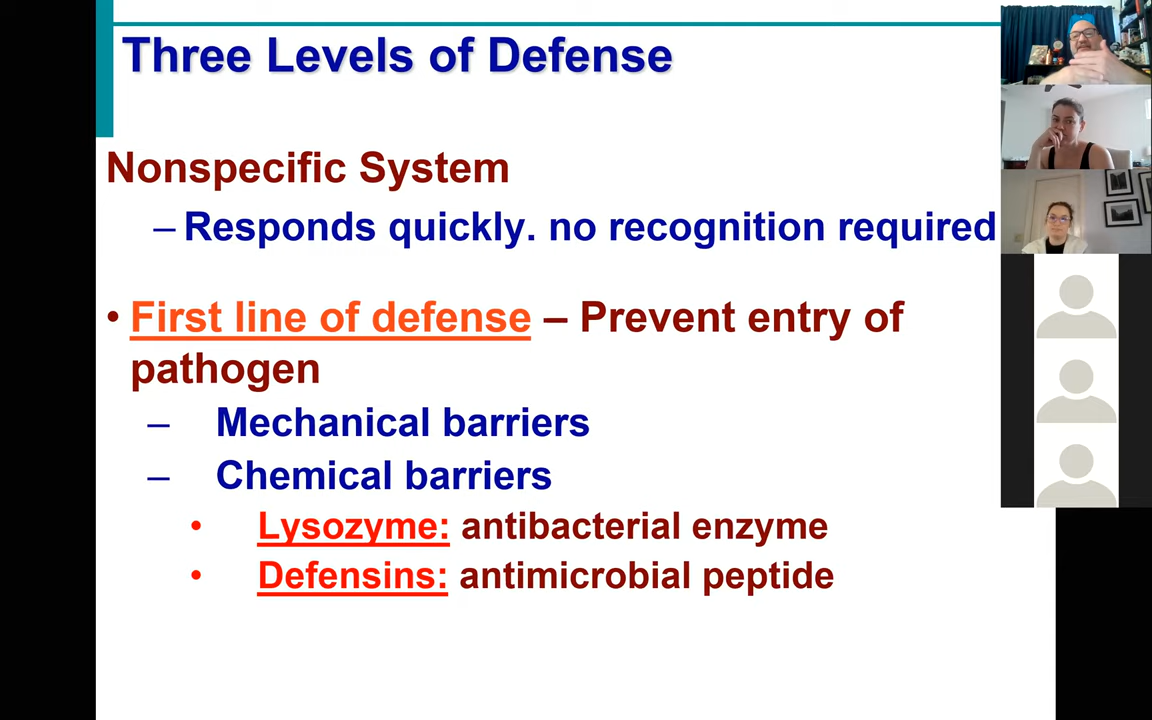 Three Levels of Defense
Nonspecific System
– Responds quickly. no recognition required
• First line of defense – Prevent entry of
pathogen
– Mechanical barriers
– Chemical barriers
• Lysozyme: antibacterial enzyme
• Defensins: antimicrobial peptide